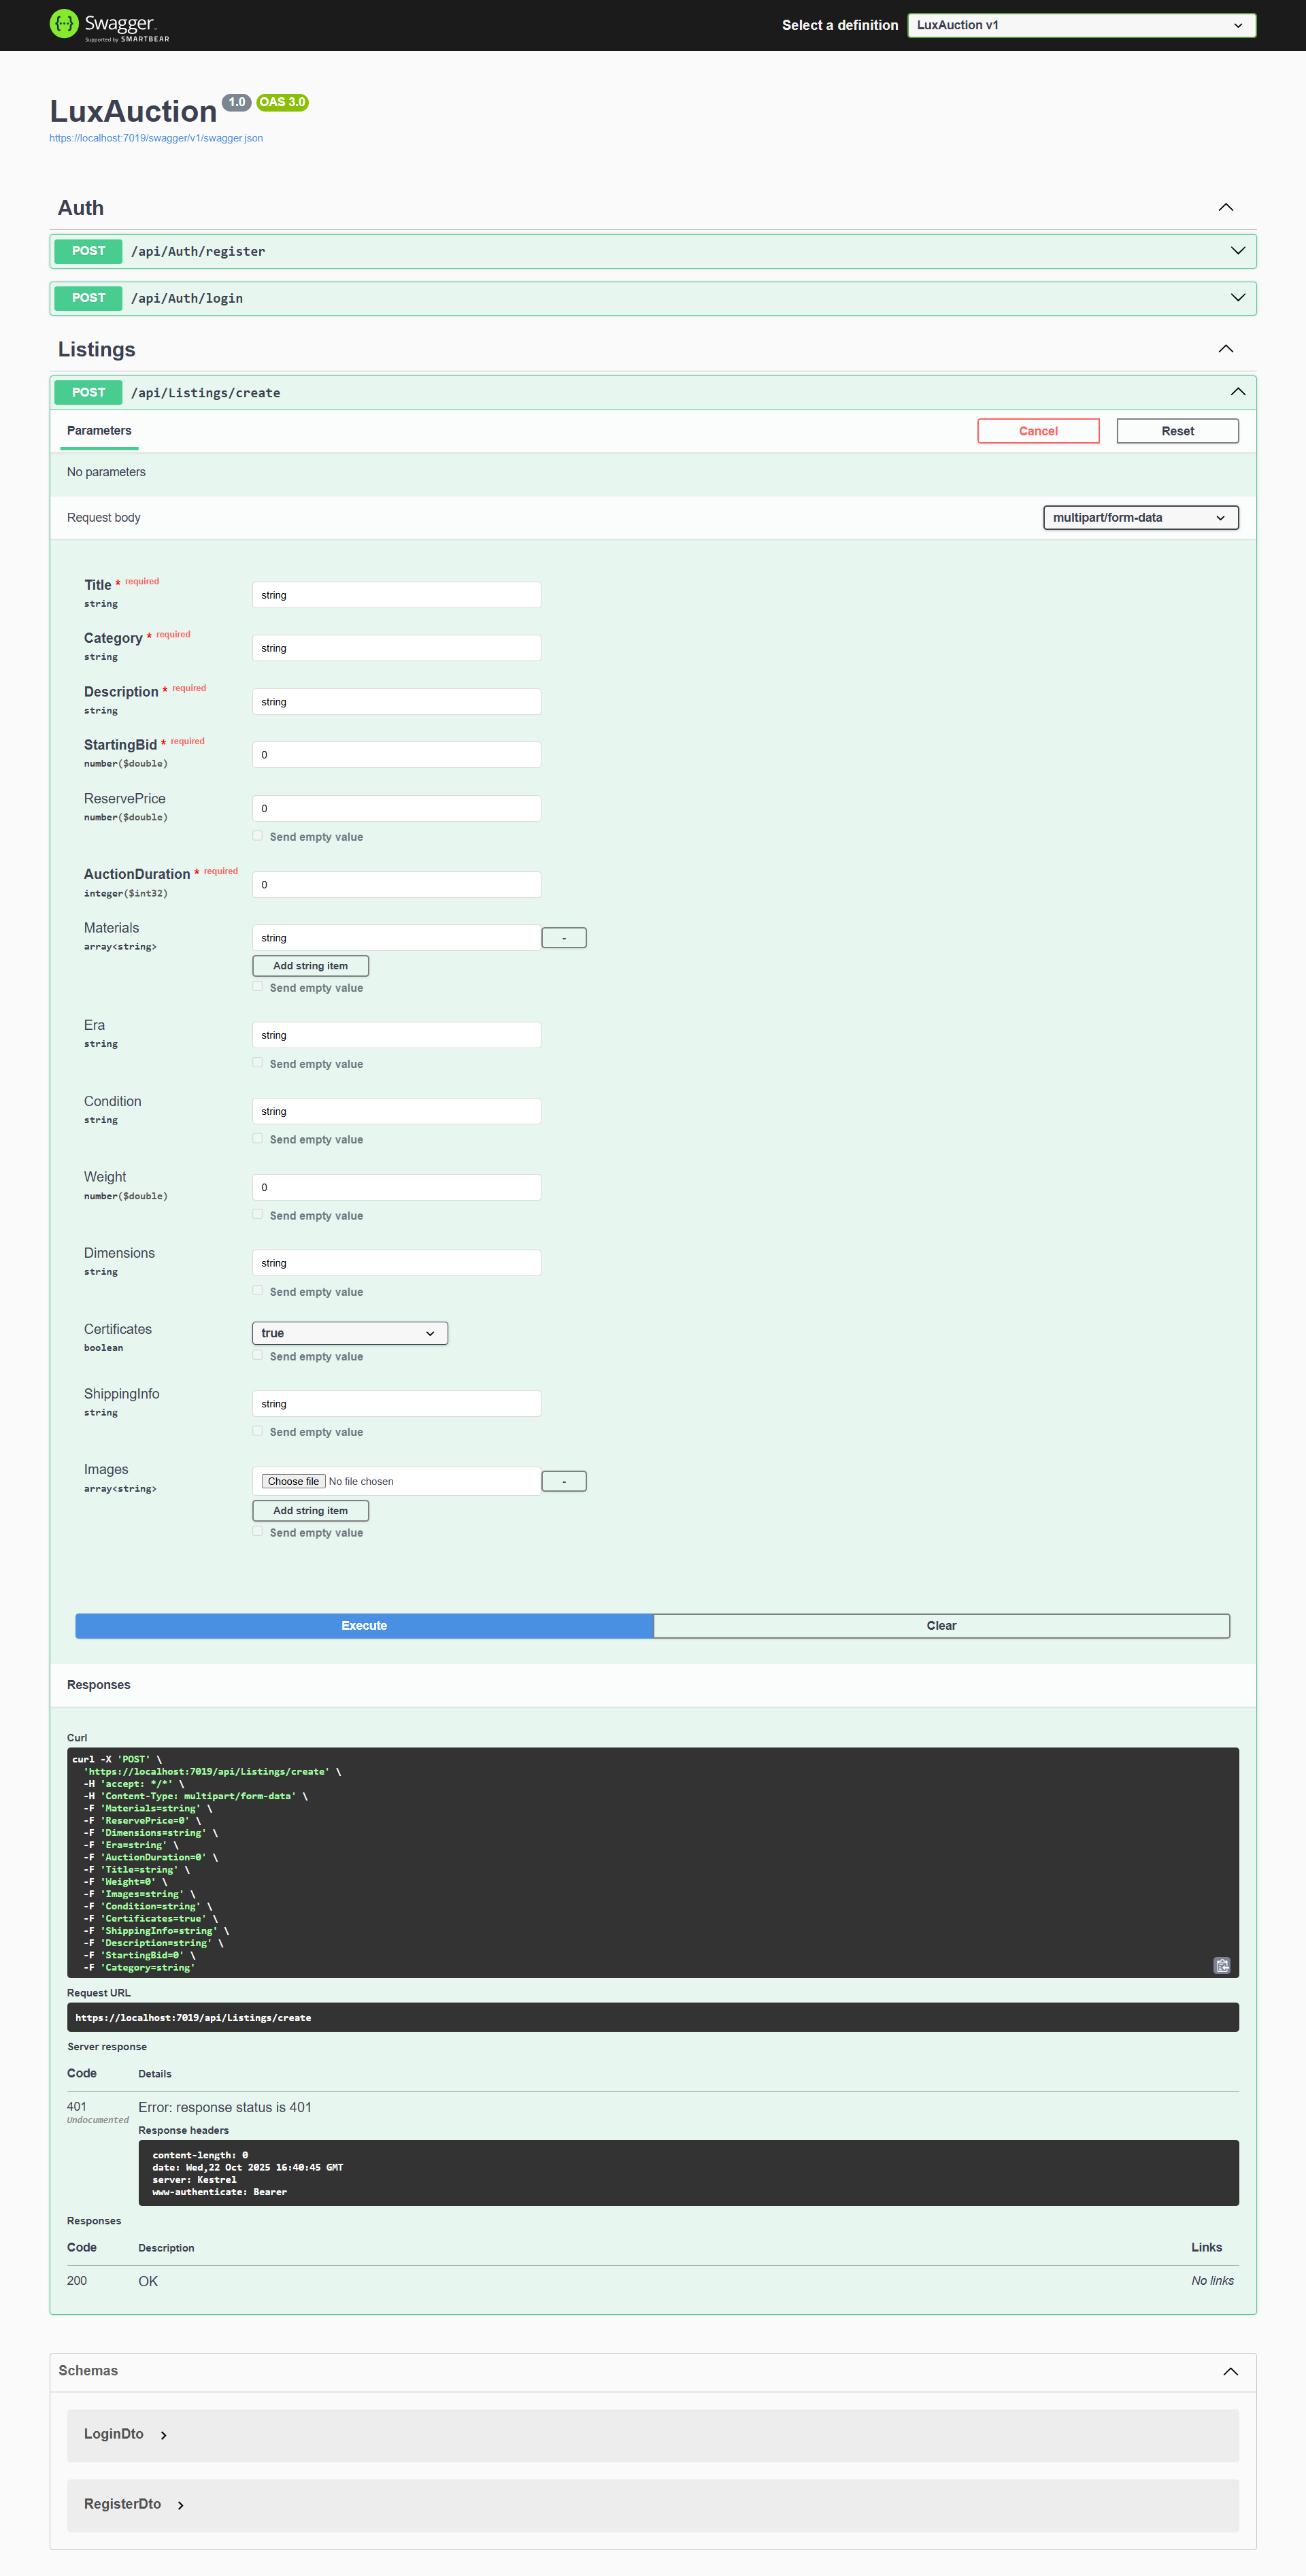 Swagger
Supported by SMARTBEAR
Select a definition
LuxAuction v1
LuxAuction 1.0 OAS 3.0
https://localhost:7019/swagger/v1/swagger.json
Auth
POST /api/Auth/register
POST /api/Auth/login
Listings
POST /api/Listings/create
Parameters
Cancel
Reset
No parameters
Request body
multipart/form-data
Title * required
string
string
Category * required
string
string
Description * required
string
string
StartingBid * required
number($double)
0
ReservePrice
number($double)
0
Send empty value
AuctionDuration * required
integer($int32)
0
Materials
array<string>
string
-
Add string item
Send empty value
Era
string
string
Send empty value
Condition
string
string
Send empty value
Weight
number($double)
0
Send empty value
Dimensions
string
string
Send empty value
Certificates
boolean
true
Send empty value
ShippingInfo
string
string
Send empty value
Images
array<string>
Choose file No file chosen
-
Add string item
Send empty value
Execute
Clear
Responses
Curl
curl -X 'POST' \
'https://localhost:7019/api/Listings/create' \
-H 'accept: */*' \
-H 'Content-Type: multipart/form-data' \
-F 'Materials=string' \
-F 'ReservePrice=0' \
-F 'Dimensions=string' \
-F 'Era=string' \
-F 'AuctionDuration=0' \
-F 'Title=string' \
-F 'Weight=0' \
-F 'Images=string' \
-F 'Condition=string' \
-F 'Certificates=true' \
-F 'ShippingInfo=string' \
-F 'Description=string' \
-F 'StartingBid=0' \
-F 'Category=string'
Request URL
https://localhost:7019/api/Listings/create
Server response
Code Details
401
Undocumented
Error: response status is 401
Response headers
content-length: 0
date: Wed,22 Oct 2025 16:40:45 GMT
server: Kestrel
www-authenticate: Bearer
Responses
Code Description Links
200 OK No links
Schemas
LoginDto
RegisterDto